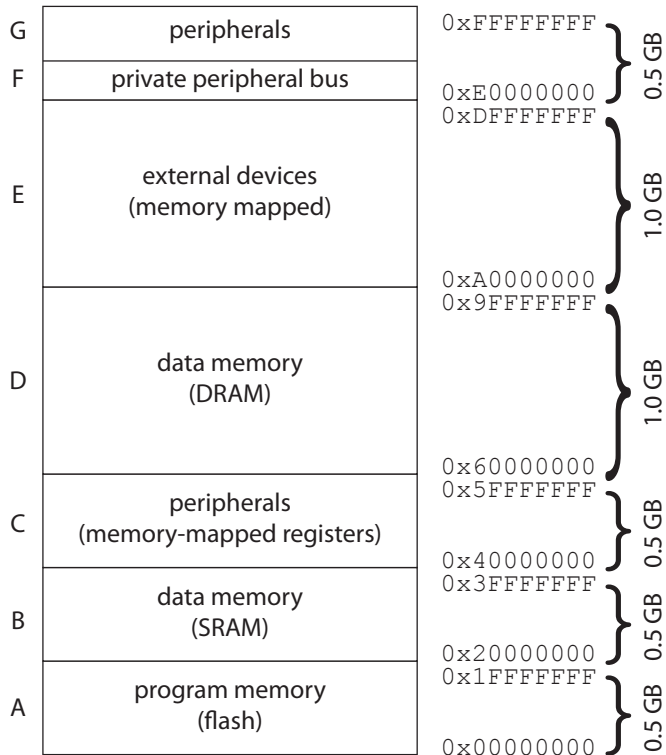 G
peripherals
0xFFFFFFFF
0.5 GB
F
private peripheral bus
0xE0000000
0xDFFFFFFF
E
external devices
(memory mapped)
1.0 GB
0xA0000000
0x9FFFFFFF
D
data memory
(DRAM)
1.0 GB
0x60000000
0x5FFFFFFF
C
peripherals
(memory-mapped registers)
0.5 GB
0x40000000
0x3FFFFFFF
B
data memory
(SRAM)
0.5 GB
0x20000000
0x1FFFFFFF
A
program memory
(flash)
0.5 GB
0x00000000